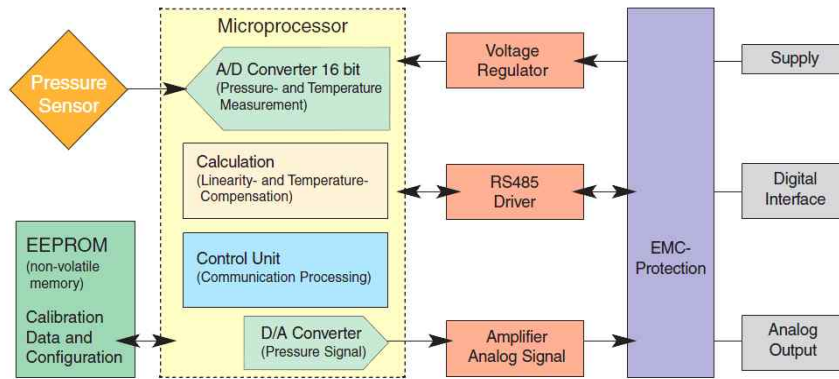 Microprocessor
Pressure
Sensor
A/D Converter 16 bit
(Pressure- and Temperature
Measurement)
Voltage
Regulator
Supply
Calculation
(Linearity- and Temperature-
Compensation)
RS485
Driver
Digital
Interface
EEPROM
(non-volatile
memory)
Calibration
Data and
Configuration
Control Unit
(Communication Processing)
EMC-
Protection
D/A Converter
(Pressure Signal)
Amplifier
Analog Signal
Analog
Output